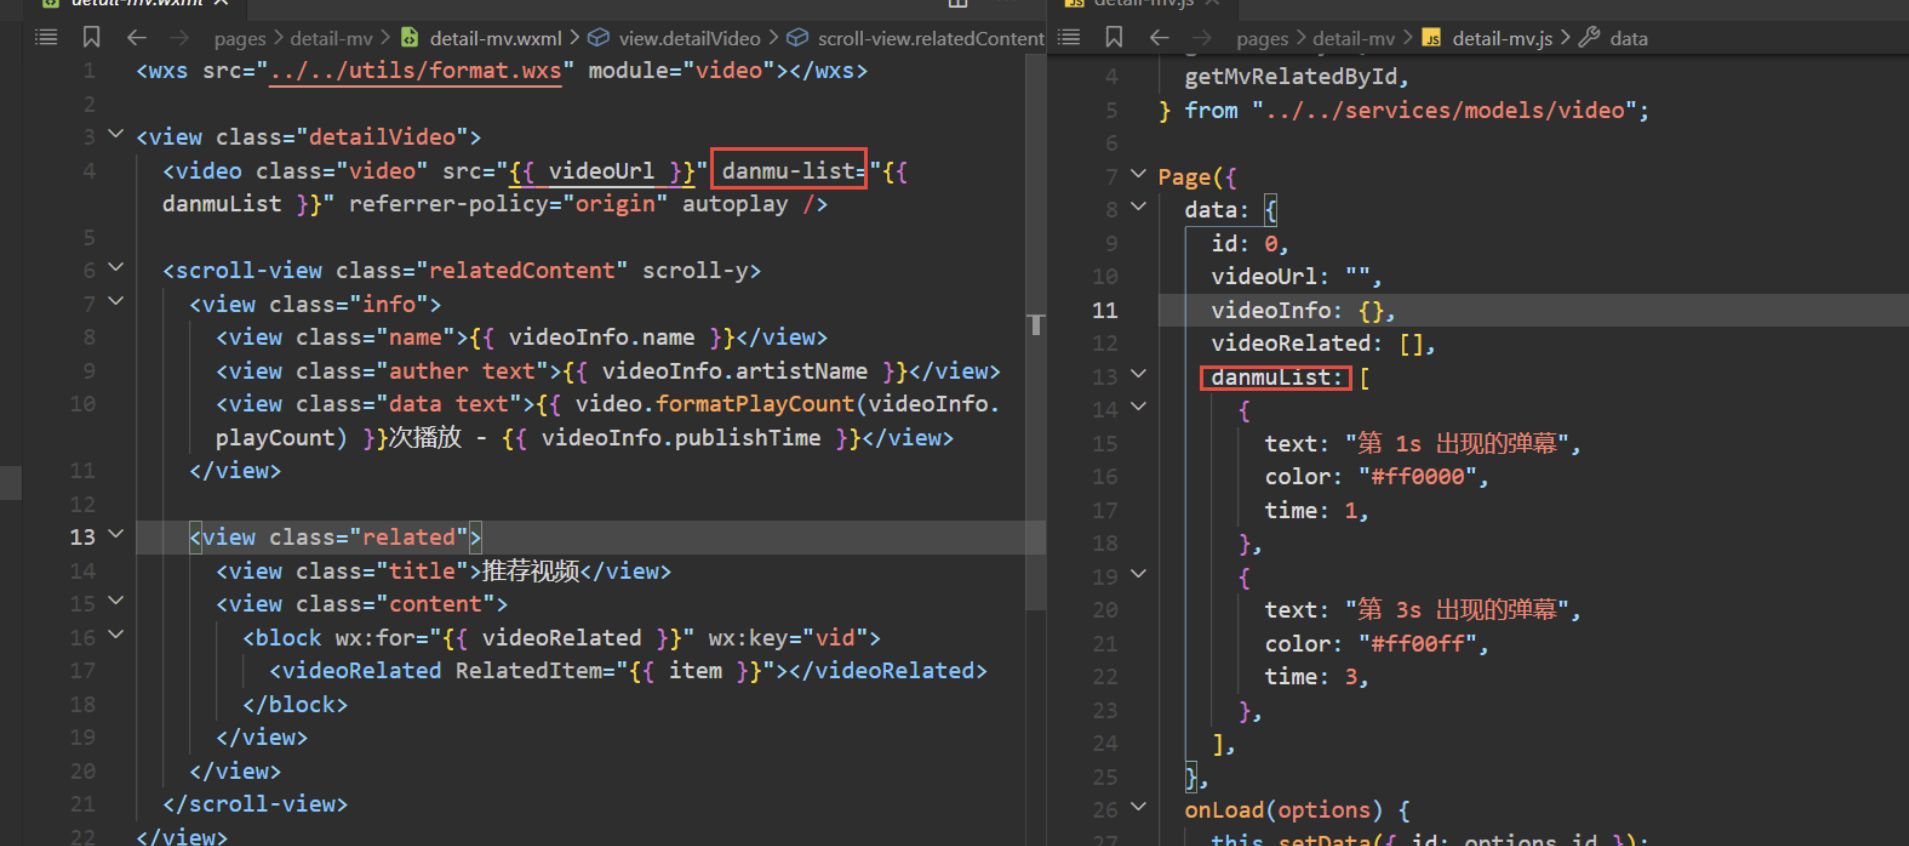 detail-mv.wxml
pages > detail-mv > detail-mv.wxml > view.detailVideo > scroll-view.relatedContent
1 <wxs src="../../utils/format.wxs" module="video"></wxs>
2
3 <view class="detailVideo">
4 <video class="video" src="{{ videoUrl }}" danmu-list="{{
danmuList }}" referrer-policy="origin" autoplay />
5
6 <scroll-view class="relatedContent" scroll-y>
7 <view class="info">
8 <view class="name">{{ videoInfo.name }}</view>
9 <view class="auther text">{{ videoInfo.artistName }}</view>
10 <view class="data text">{{ video.formatPlayCount(videoInfo.
playCount) }}次播放 - {{ videoInfo.publishTime }}</view>
11 </view>
12
13 <view class="related">
14 <view class="title">推荐视频</view>
15 <view class="content">
16 <block wx:for="{{ videoRelated }}" wx:key="vid">
17 <videoRelated RelatedItem="{{ item }}"></videoRelated>
18 </block>
19 </view>
20 </view>
21 </scroll-view>
22 </view>
JS detail-mv.js
pages > detail-mv > JS detail-mv.js > data
4 getMvRelatedById,
5 } from "../../services/models/video";
6
7 Page({
8 data: {
9 id: 0,
10 videoUrl: "",
11 videoInfo: {},
12 videoRelated: [],
13 danmuList: [
14 {
15 text: "第 1s 出现的弹幕",
16 color: "#ff0000",
17 time: 1,
18 },
19 {
20 text: "第 3s 出现的弹幕",
21 color: "#ff00ff",
22 time: 3,
23 },
24 ],
25 },
26 onLoad(options) {
27 this.setData({ id: options.id });